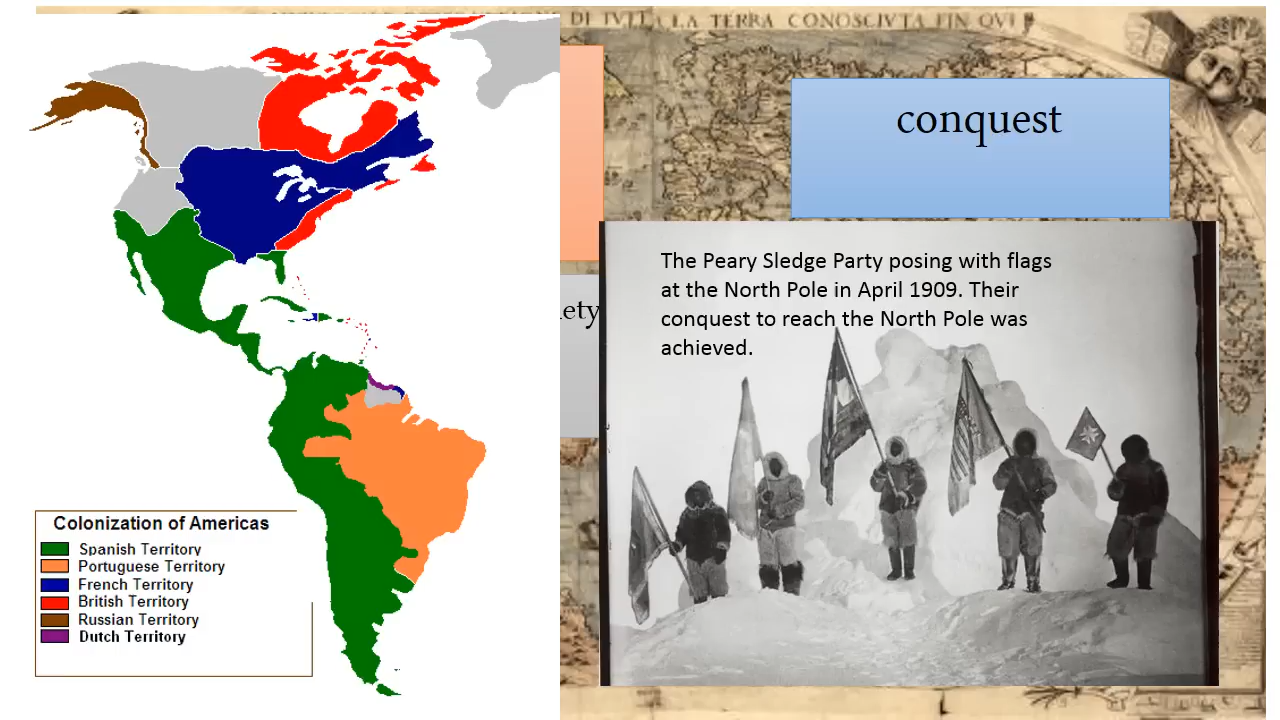 DI TVTTA LA TERRA CONOSCIVTA FIN QVI
conquest
The Peary Sledge Party posing with flags
at the North Pole in April 1909. Their
conquest to reach the North Pole was
achieved.
iety
Colonization of Americas
Spanish Territory
Portuguese Territory
French Territory
British Territory
Russian Territory
Dutch Territory